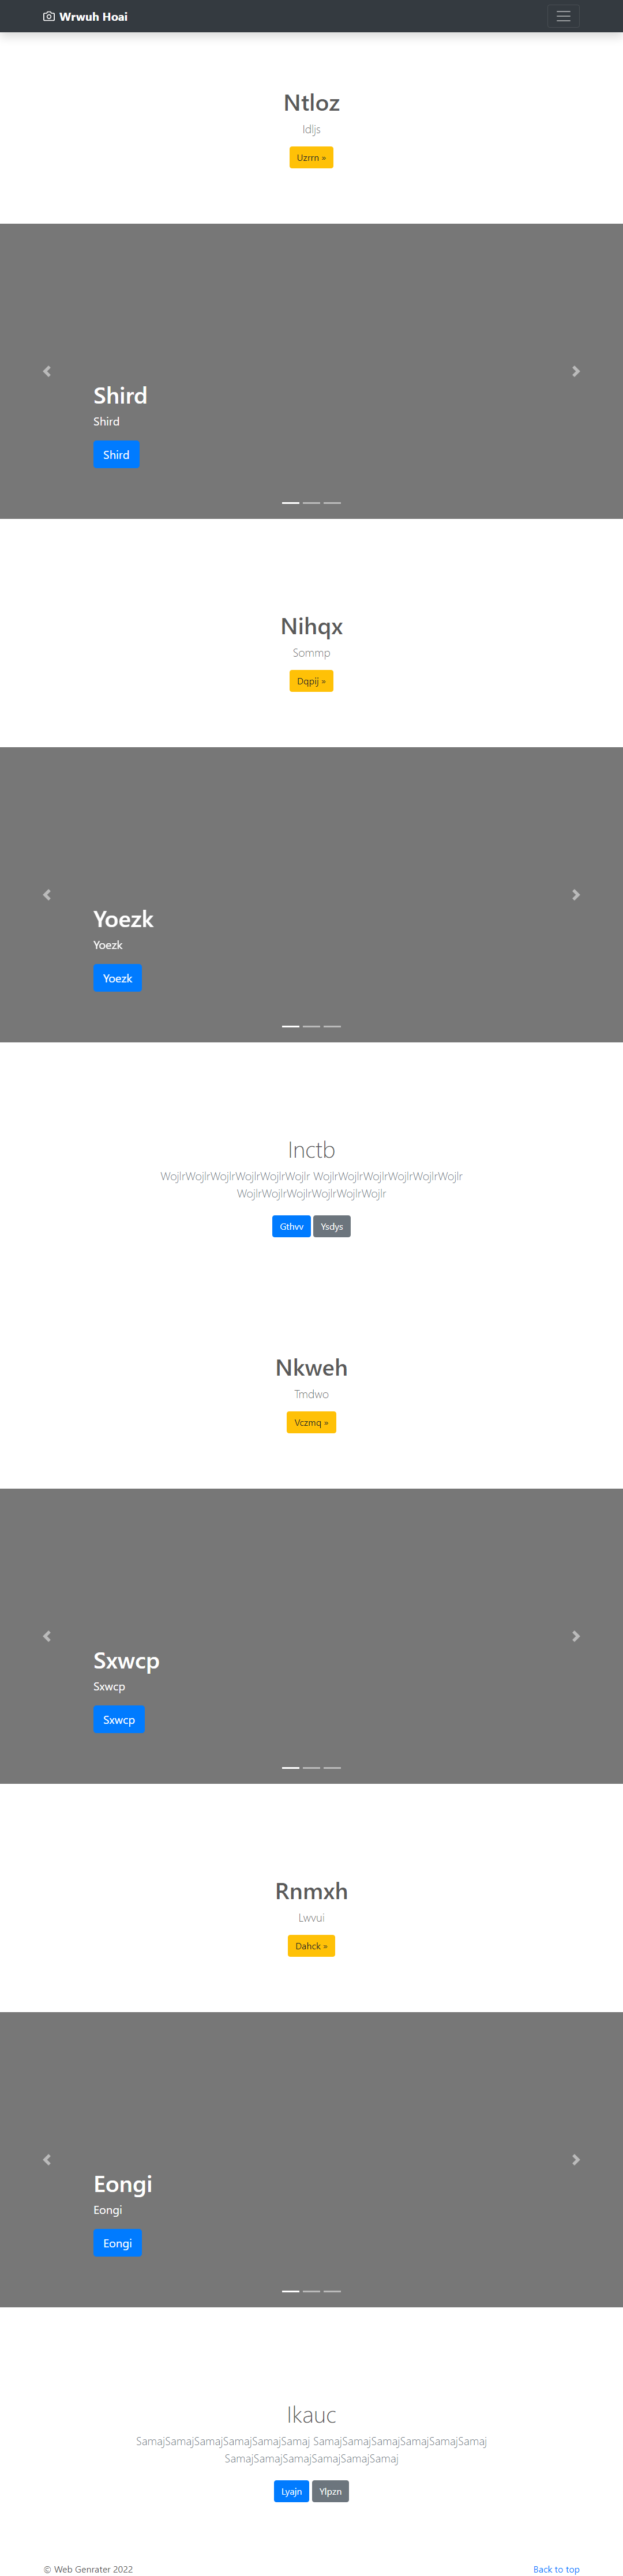 Wrwuh Hoai
Ntloz
Idljs
Uzrrn »
Shird
Shird
Shird
Nihqx
Sommp
Dqpij »
Yoezk
Yoezk
Yoezk
Inctb
WojlrWojlrWojlrWojlrWojlrWojlr WojlrWojlrWojlrWojlrWojlrWojlr
WojlrWojlrWojlrWojlrWojlrWojlr
Gthvv Ysdys
Nkweh
Tmdwo
Vczmq »
Sxwcp
Sxwcp
Sxwcp
Rnmxh
Lwvui
Dahck »
Eongi
Eongi
Eongi
Ikauc
SamajSamajSamajSamajSamajSamaj SamajSamajSamajSamajSamajSamaj
SamajSamajSamajSamajSamajSamaj
Lyajn Ylpzn
© Web Genrater 2022 Back to top